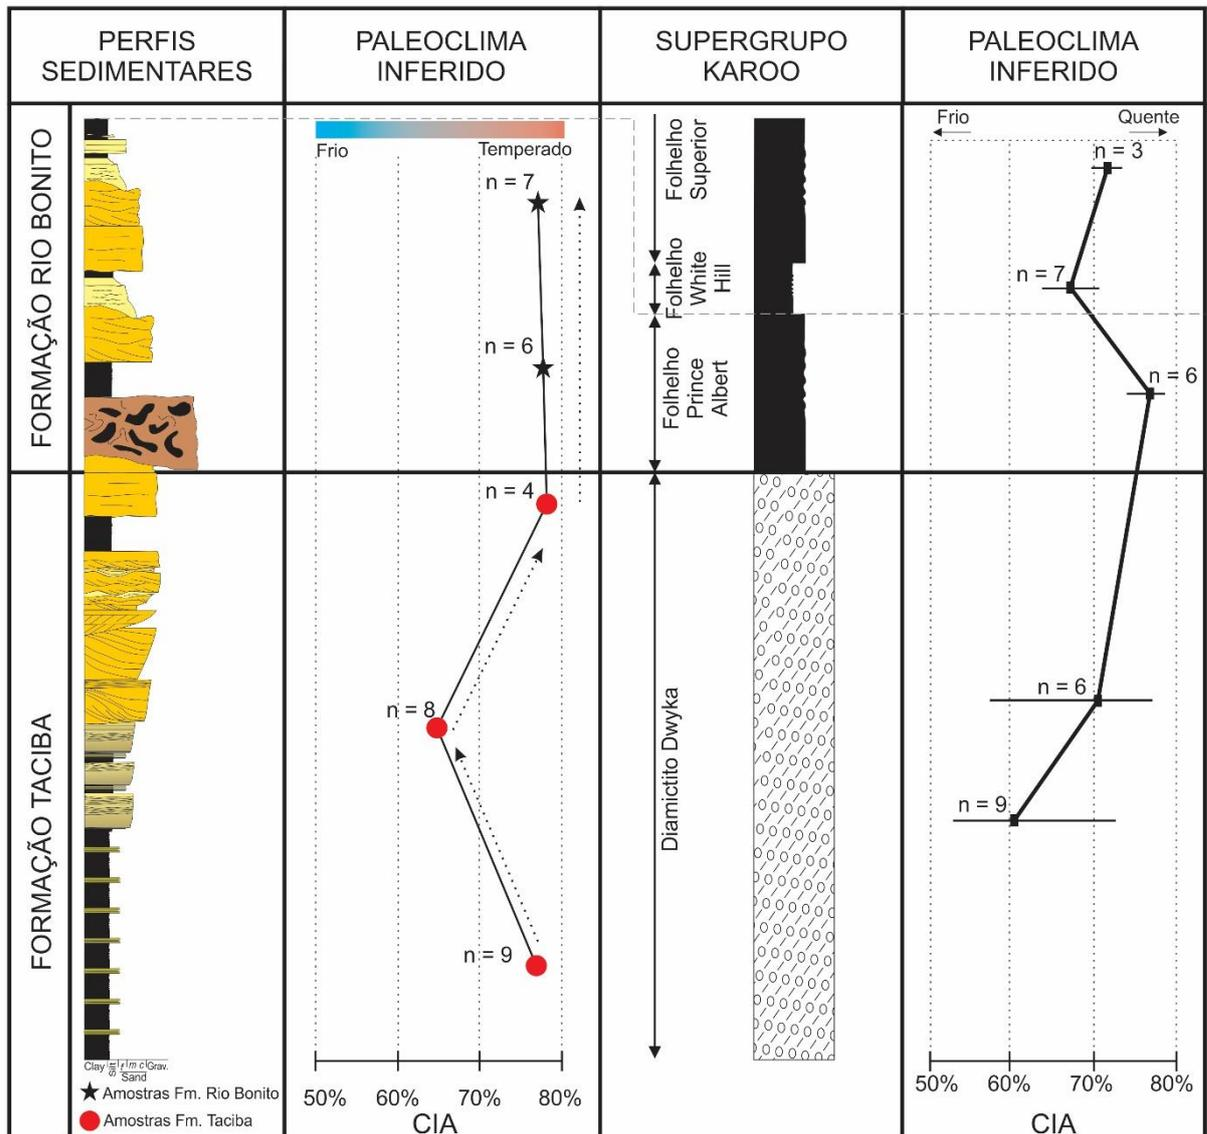 PERFIS
SEDIMENTARES
PALEOCLIMA
INFERIDO
SUPERGRUPO
KAROO
PALEOCLIMA
INFERIDO
FORMAÇÃO RIO BONITO
FORMAÇÃO TACIBA
Frio
Temperado
n = 7
n = 6
n = 4
n = 8
n = 9
Folhelho
Superior
Folhelho
White
Hill
Folhelho
Prince
Albert
Diamictito Dwyka
Frio
Quente
n = 3
n = 7
n = 6
n = 6
n = 9
Clay Silt f m c Grav.
Sand
Amostras Fm. Rio Bonito
Amostras Fm. Taciba
50% 60% 70% 80%
CIA
50% 60% 70% 80%
CIA